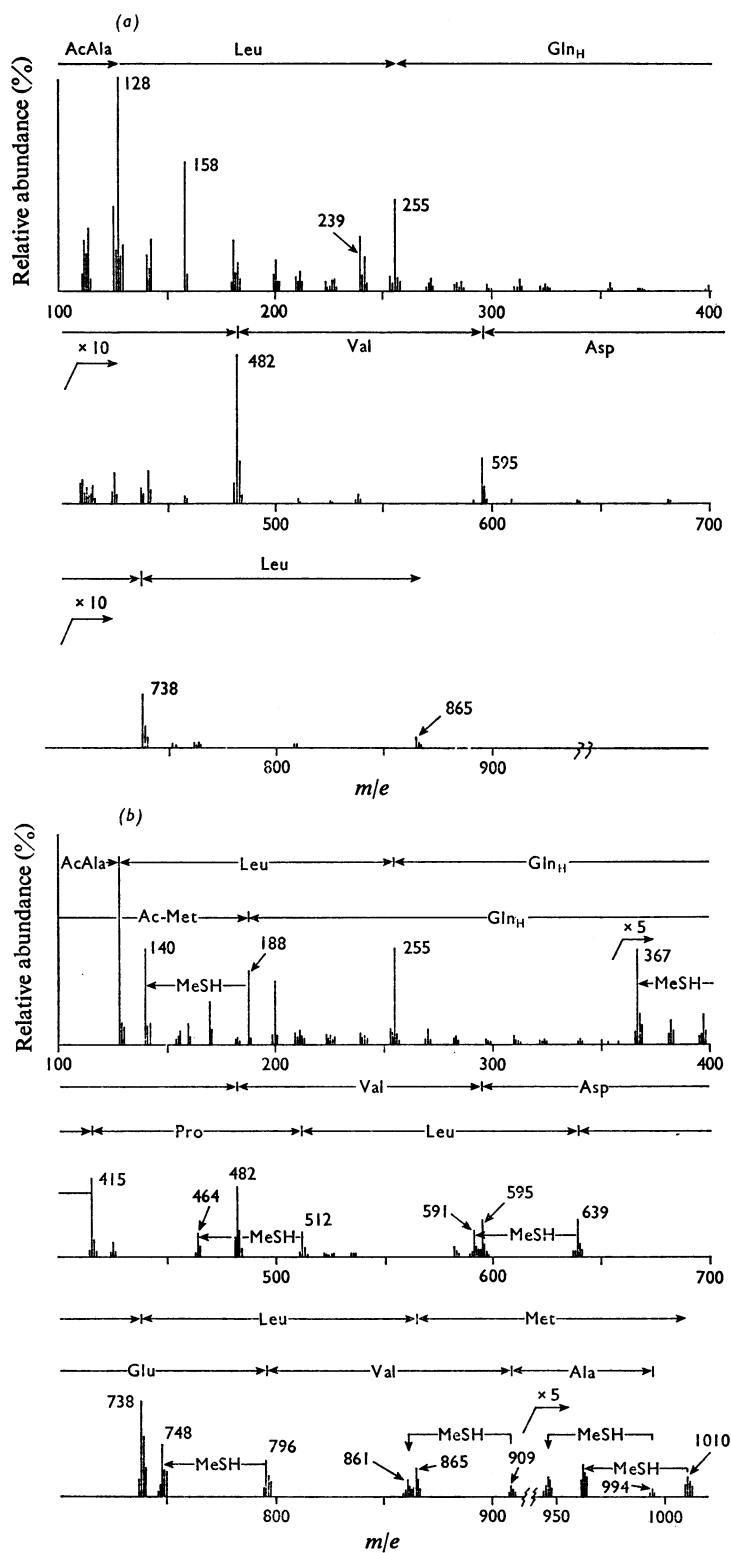 (a)
AcAla Leu GlnH
128
158
239
255
Relative abundance (%)
100 200 300 400
Val Asp
× 10
482
595
500 600 700
Leu
× 10
738
865
800 900
m/e
(b)
AcAla Leu GlnH
Ac-Met GlnH
× 5
140 188 255 367
MeSH MeSH
Relative abundance (%)
100 200 300 400
Val Asp
Pro Leu
415 464 482 512 591 595 639
MeSH MeSH
500 600 700
Leu Met
Glu Val Ala
× 5
738 748 796 861 865 909 994 1010
MeSH MeSH MeSH MeSH
800 900 950 1000
m/e